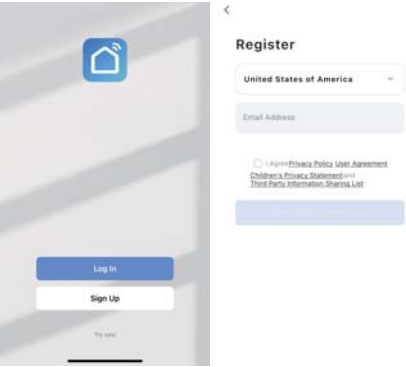 Log In
Sign Up
Try now
Register
United States of America
Email Address
I Agree Privacy Policy User Agreement
Children's Privacy Statement and
Third Party Information Sharing List